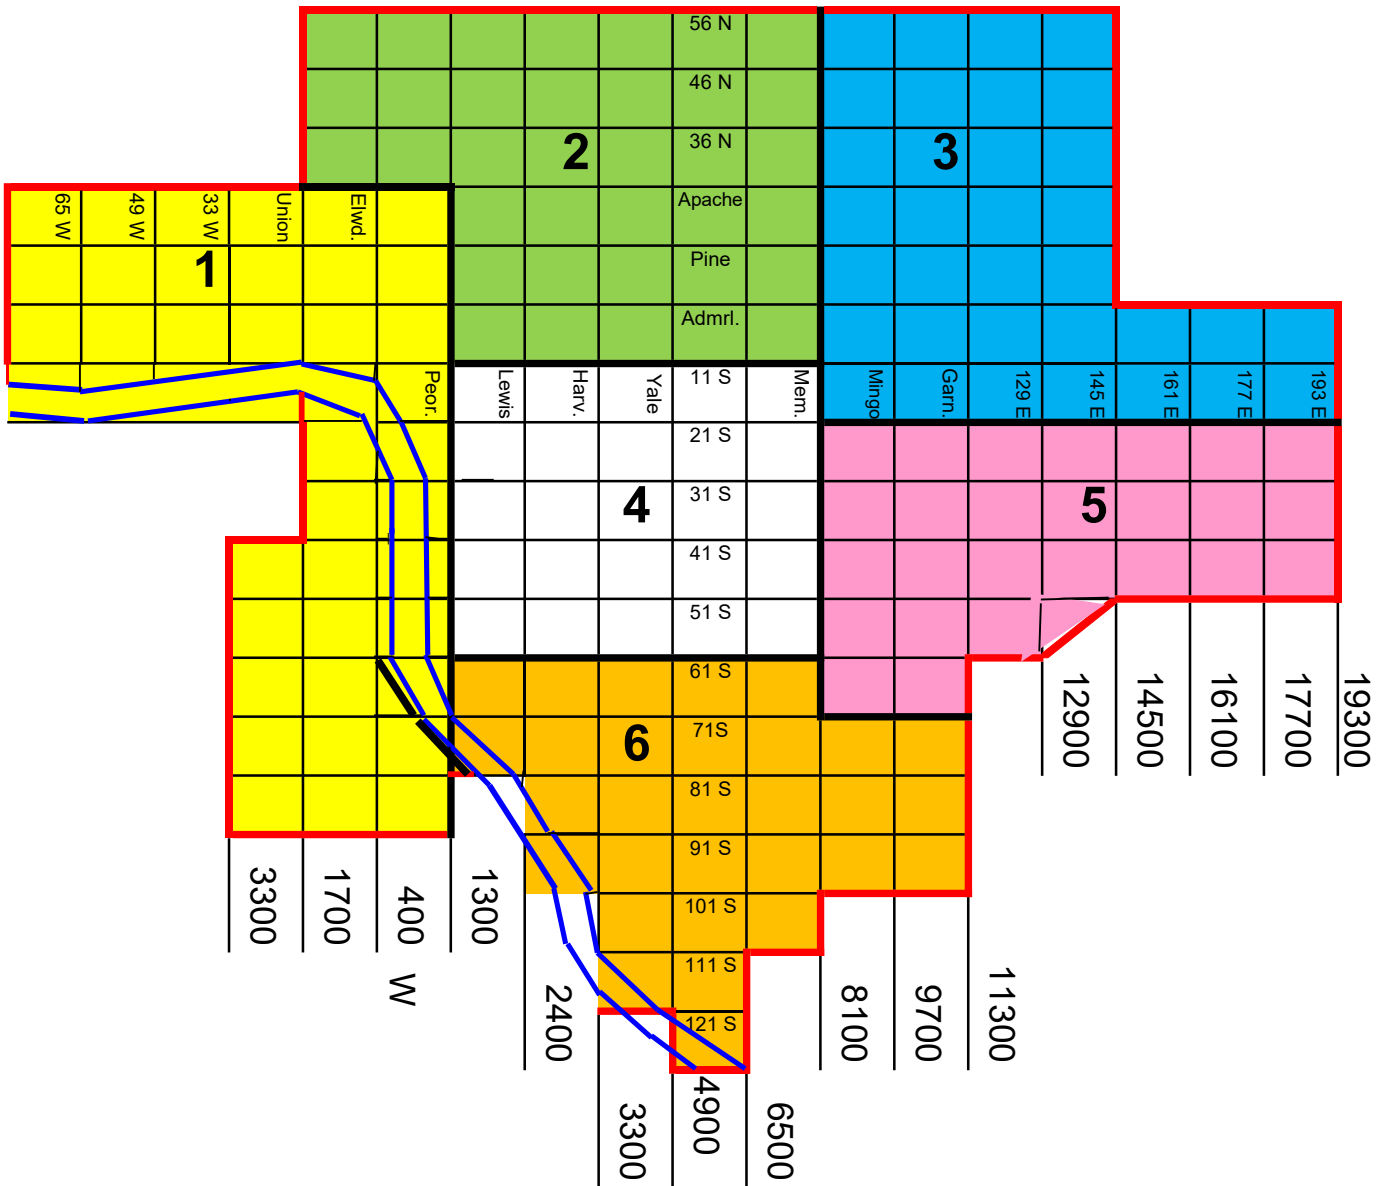 56 N
46 N
36 N
2
3
Apache
65 W
49 W
33 W
Union
Elwd.
1
Pine
Admrl.
Peor.
Lewis
Harv.
Yale
11 S
Mem.
Mingo
Garn.
129 E
145 E
161 E
177 E
193 E
21 S
31 S
4
5
41 S
51 S
61 S
71S
6
81 S
91 S
101 S
111 S
121 S
12900
14500
16100
17700
19300
3300
1700
400 W
1300
2400
3300
4900
6500
8100
9700
11300